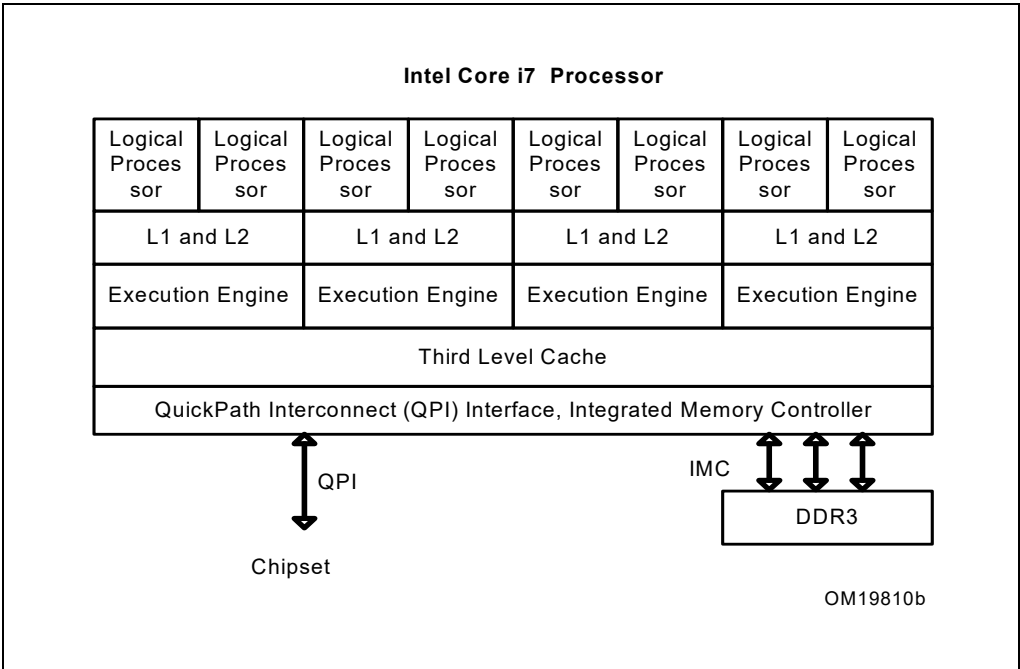 Intel Core i7 Processor
Logical Logical Logical Logical Logical Logical Logical Logical
Proces Proces Proces Proces Proces Proces Proces Proces
sor sor sor sor sor sor sor sor
L1 and L2 L1 and L2 L1 and L2 L1 and L2
Execution Engine Execution Engine Execution Engine Execution Engine
Third Level Cache
QuickPath Interconnect (QPI) Interface, Integrated Memory Controller
IMC
QPI
DDR3
Chipset
OM19810b